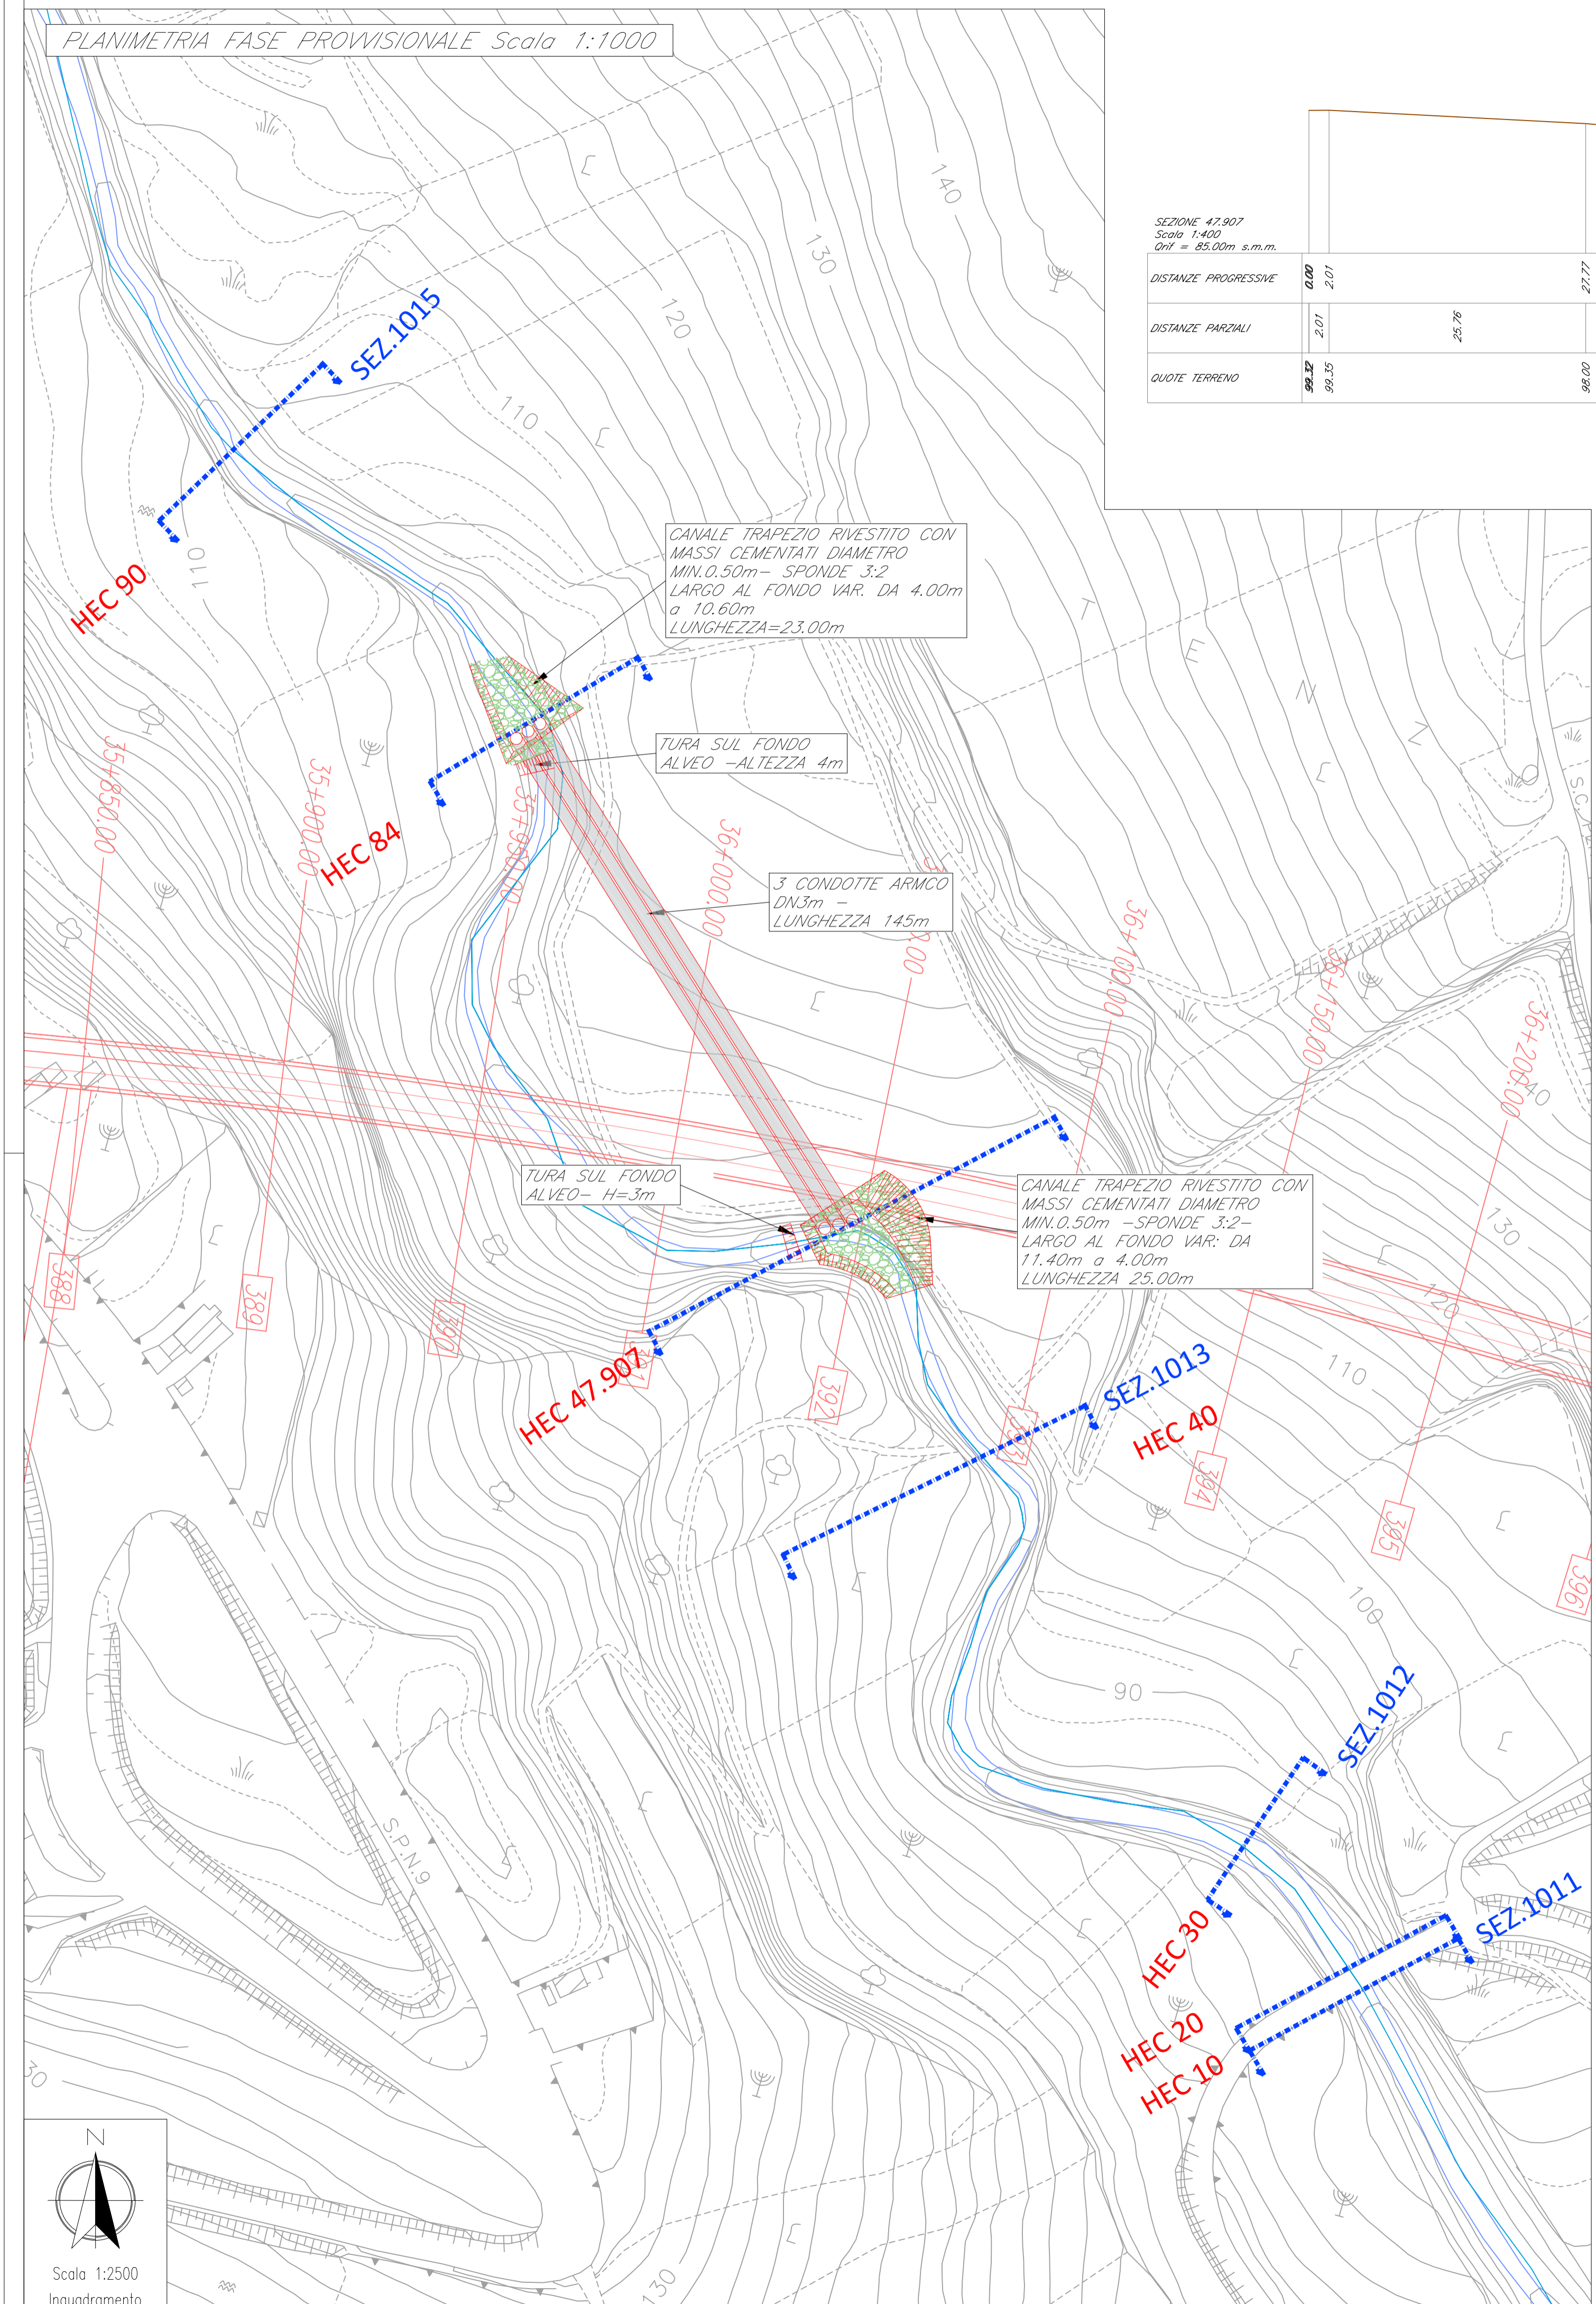 PLANIMETRIA FASE PROVVISIONALE Scala 1:1000
SEZIONE 47.907
Scala 1:400
Qrif = 85.00m s.m.m.
DISTANZE PROGRESSIVE 0.00 2.01 27.77
DISTANZE PARZIALI 2.01 25.76
QUOTE TERRENO 99.32 99.35 98.00
140
130
120
110
SEZ.1015
HEC 90
110
CANALE TRAPEZIO RIVESTITO CON
MASSI CEMENTATI DIAMETRO
MIN.0.50m- SPONDE 3:2
LARGO AL FONDO VAR. DA 4.00m
a 10.60m
LUNGHEZZA=23.00m
T E N Z
S.C.
TURA SUL FONDO
ALVEO -ALTEZZA 4m
HEC 84
35+850.00
35+900.00
35+950.00
36+000.00
36+100.00
36+150.00
36+200.00
3 CONDOTTE ARMCO
DN3m -
LUNGHEZZA 145m
TURA SUL FONDO
ALVEO- H=3m
CANALE TRAPEZIO RIVESTITO CON
MASSI CEMENTATI DIAMETRO
MIN.0.50m -SPONDE 3:2-
LARGO AL FONDO VAR: DA
11.40m a 4.00m
LUNGHEZZA 25.00m
130
120
110
388
389
390
391
392
393
394
395
396
HEC 47.907
SEZ.1013
HEC 40
100
90
SEZ.1012
HEC 30
SEZ.1011
HEC 20
HEC 10
S.P.N.9
130
N
Scala 1:2500
Inquadramento